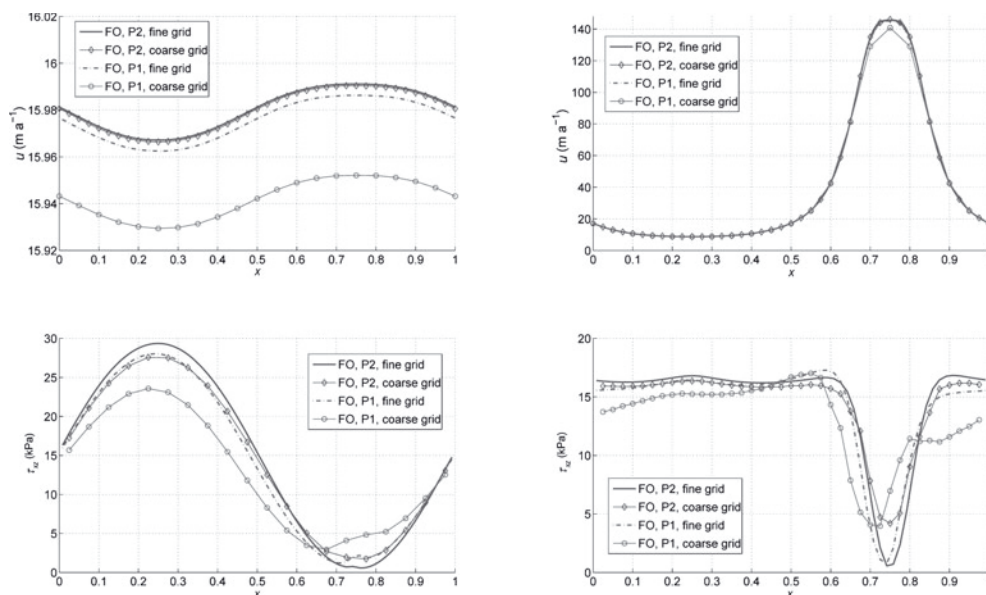 16.02
16
15.98
15.96
15.94
15.92
u (m a⁻¹)
FO, P2, fine grid
FO, P2, coarse grid
FO, P1, fine grid
FO, P1, coarse grid
0 0.1 0.2 0.3 0.4 0.5 0.6 0.7 0.8 0.9 1
x
140
120
100
80
60
40
20
0
u (m a⁻¹)
FO, P2, fine grid
FO, P2, coarse grid
FO, P1, fine grid
FO, P1, coarse grid
0 0.1 0.2 0.3 0.4 0.5 0.6 0.7 0.8 0.9
x
30
25
20
15
10
5
0
τxz (kPa)
FO, P2, fine grid
FO, P2, coarse grid
FO, P1, fine grid
FO, P1, coarse grid
0 0.1 0.2 0.3 0.4 0.5 0.6 0.7 0.8 0.9 1
x
20
15
10
5
0
τxz (kPa)
FO, P2, fine grid
FO, P2, coarse grid
FO, P1, fine grid
FO, P1, coarse grid
0 0.1 0.2 0.3 0.4 0.5 0.6 0.7 0.8 0.9
x